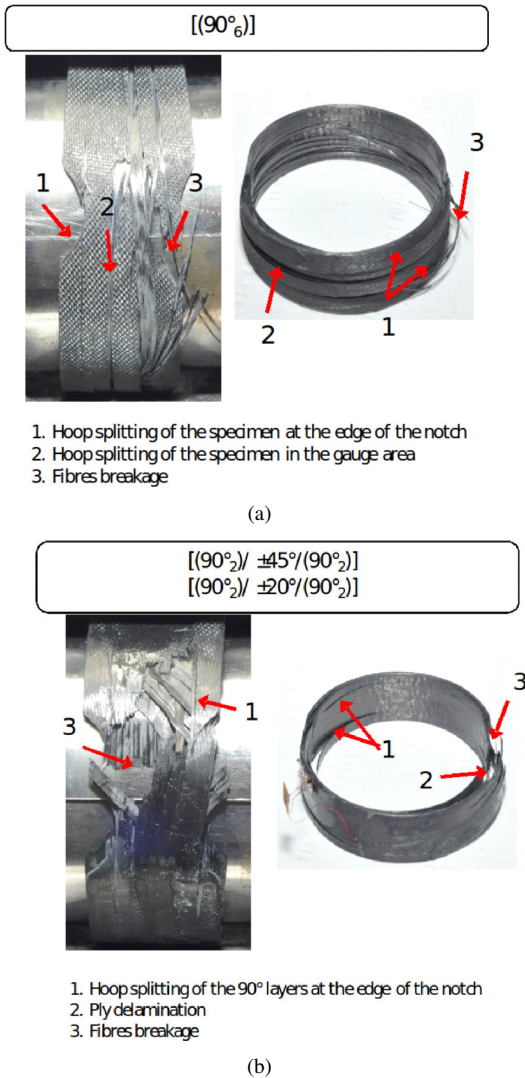 [(90°₆)]
1
2
3
3
2
1
1. Hoop splitting of the specimen at the edge of the notch
2. Hoop splitting of the specimen in the gauge area
3. Fibres breakage
(a)
[(90°₂)/ ±45°/(90°₂)]
[(90°₂)/ ±20°/(90°₂)]
3
1
3
1
2
1. Hoop splitting of the 90° layers at the edge of the notch
2. Ply delamination
3. Fibres breakage
(b)